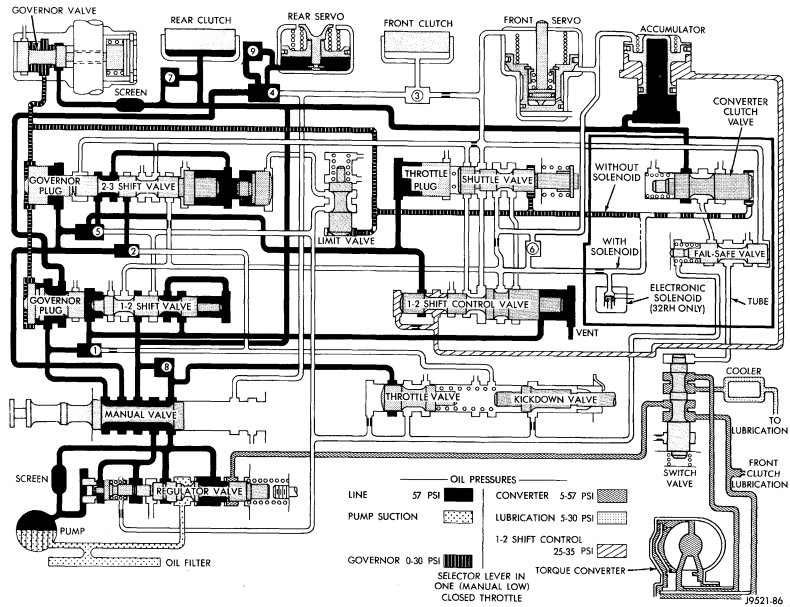 GOVERNOR VALVE
REAR CLUTCH
REAR SERVO
FRONT CLUTCH
FRONT SERVO
ACCUMULATOR
9
7
4
3
SCREEN
CONVERTER
CLUTCH
VALVE
GOVERNOR
PLUG
2-3 SHIFT VALVE
THROTTLE
PLUG
SHUTTLE VALVE
WITHOUT
SOLENOID
5
LIMIT VALVE
2
6
WITH
SOLENOID
FAIL-SAFE VALVE
GOVERNOR
PLUG
1-2 SHIFT VALVE
1-2 SHIFT CONTROL VALVE
ELECTRONIC
SOLENOID
(32RH ONLY)
TUBE
VENT
1
8
COOLER
MANUAL VALVE
THROTTLE VALVE
KICKDOWN VALVE
TO
LUBRICATION
SWITCH
VALVE
FRONT
CLUTCH
LUBRICATION
SCREEN
REGULATOR VALVE
OIL PRESSURES
LINE 57 PSI
CONVERTER 5-57 PSI
PUMP SUCTION
LUBRICATION 5-30 PSI
PUMP
1-2 SHIFT CONTROL
25-35 PSI
OIL FILTER
GOVERNOR 0-30 PSI
TORQUE CONVERTER
SELECTOR LEVER IN
ONE (MANUAL LOW)
CLOSED THROTTLE
J9521-86